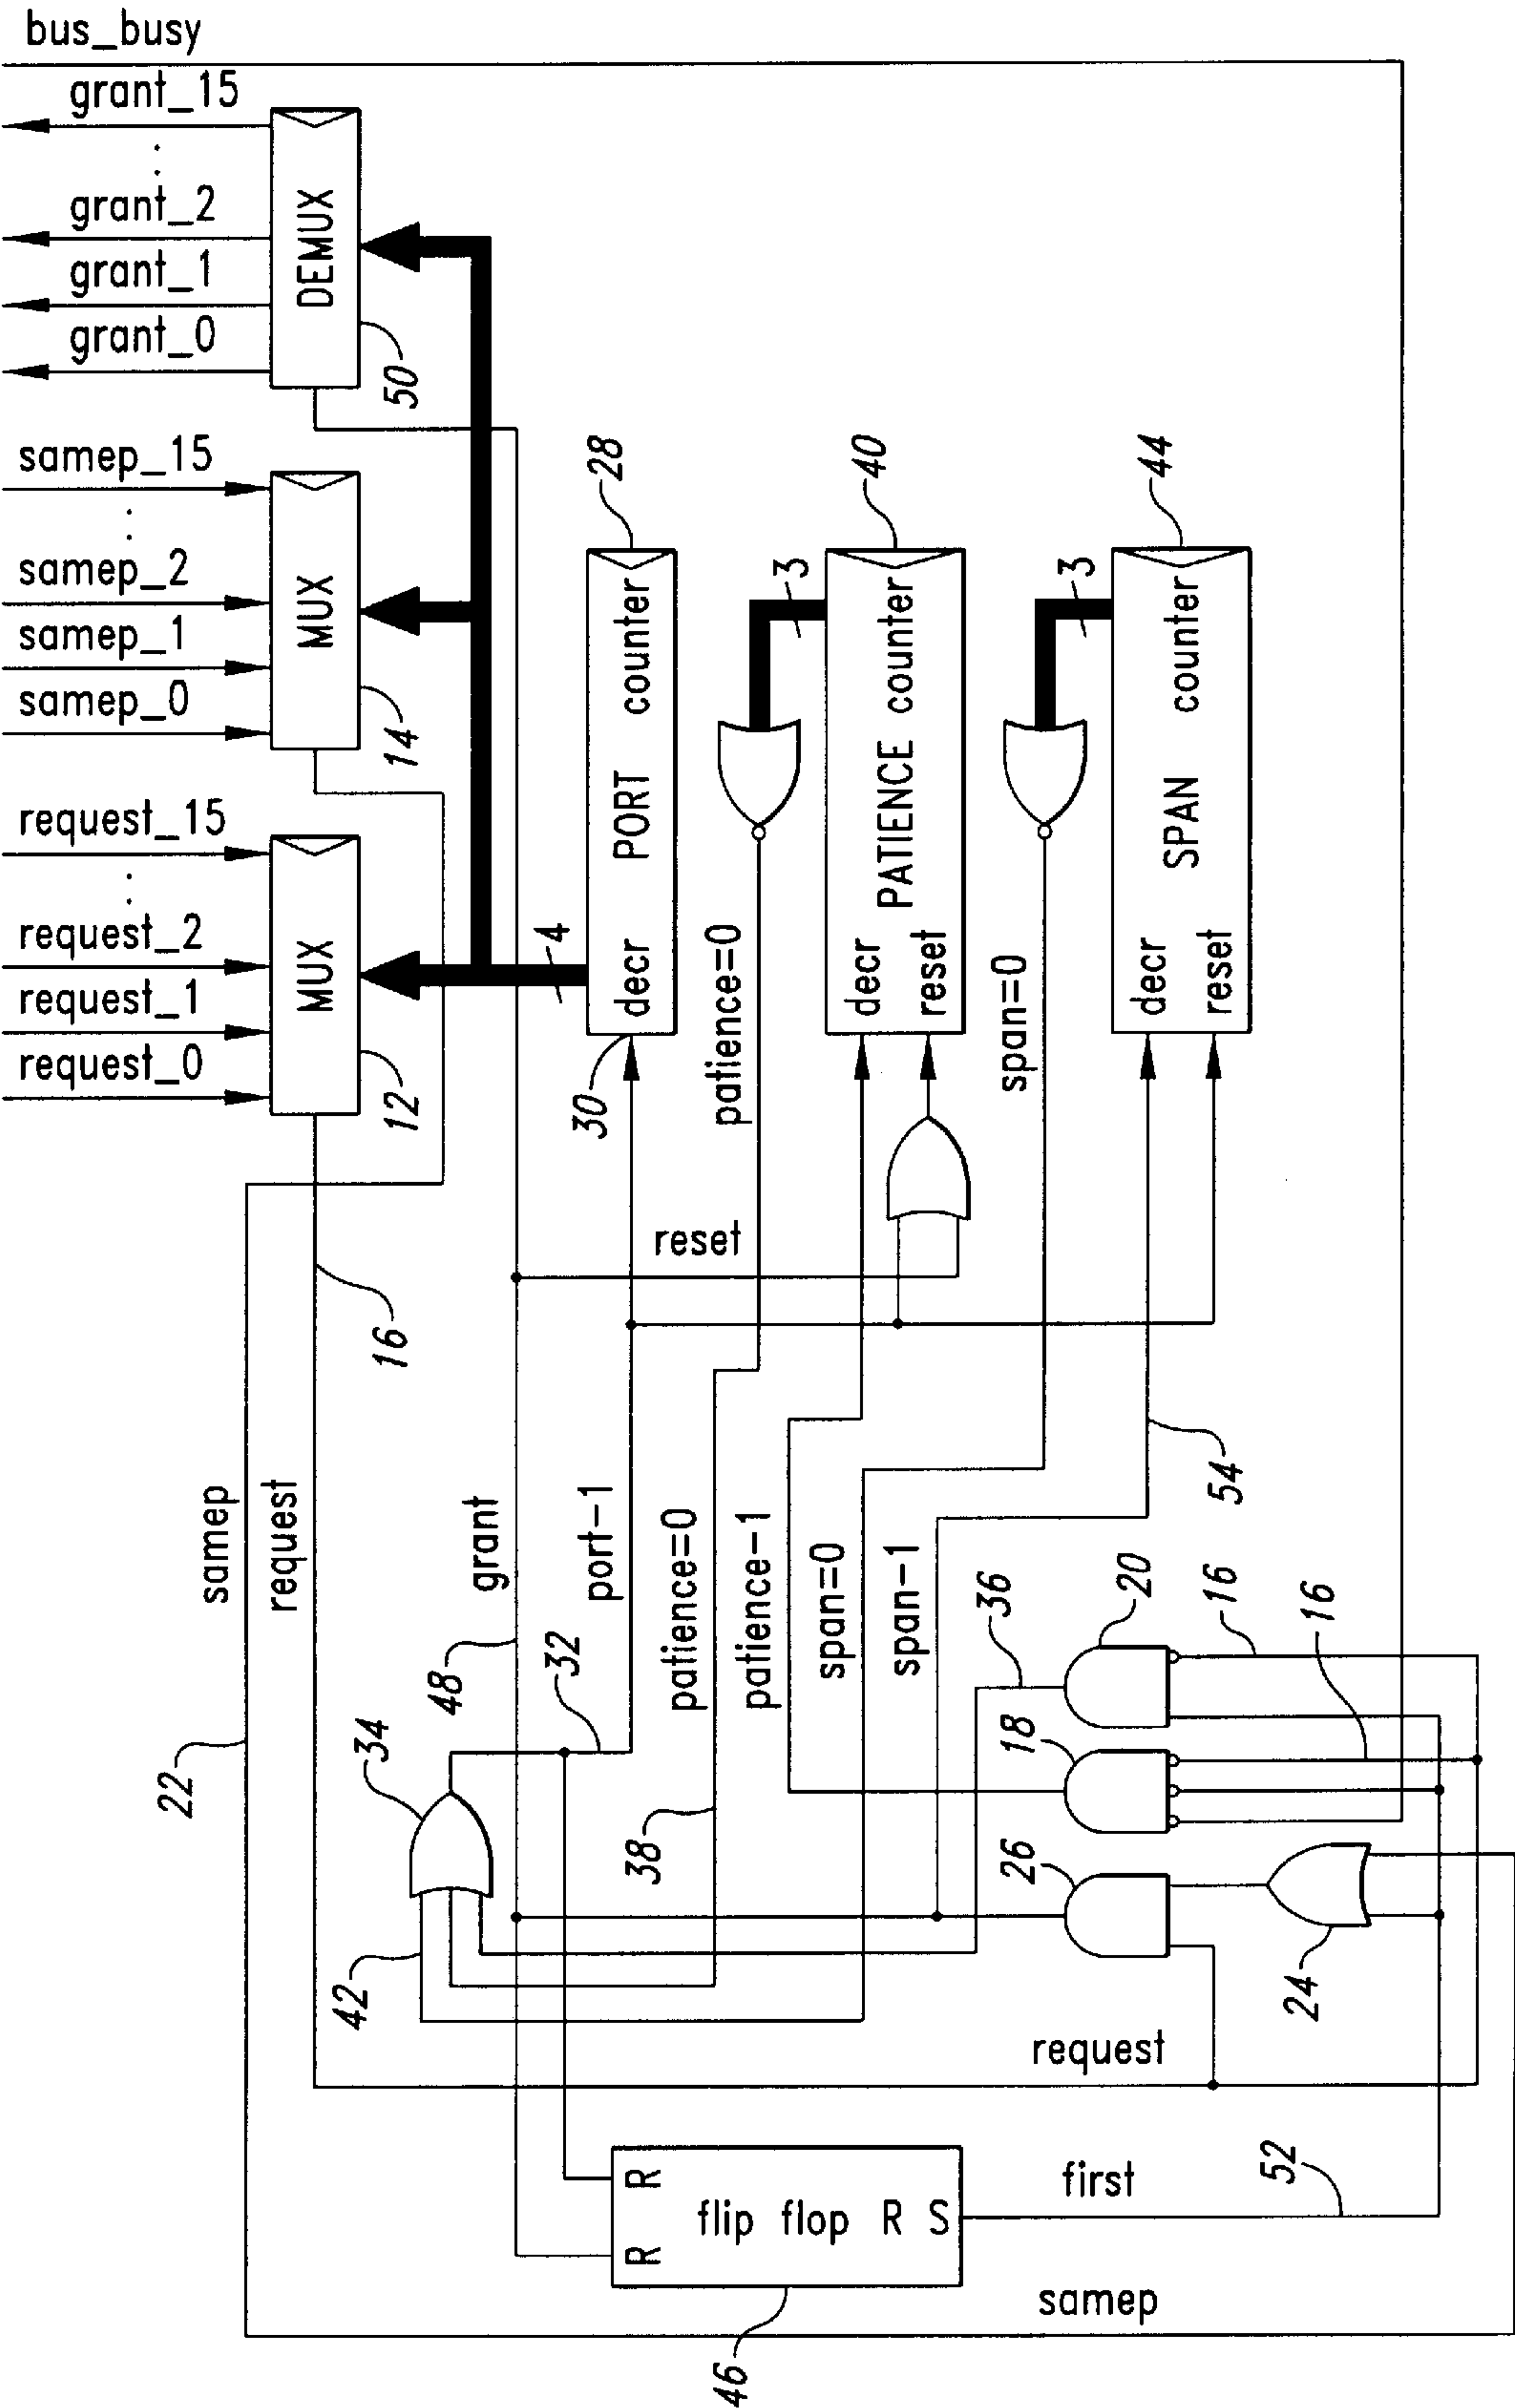 bus_busy
grant_15
grant_2
grant_1
grant_0
DEMUX
50
samep_15
samep_2
samep_1
samep_0
MUX
14
request_15
request_2
request_1
request_0
MUX
12
28
PORT counter
decr
4
30
40
3
PATIENCE counter
decr
reset
patience=0
44
3
SPAN counter
decr
reset
span=0
reset
16
samep
request
22
grant
48
port-1
32
34
patience=0
38
patience-1
span=0
span-1
54
36
20
16
16
18
26
24
42
request
flip flop R S
R
R
first
52
46
samep